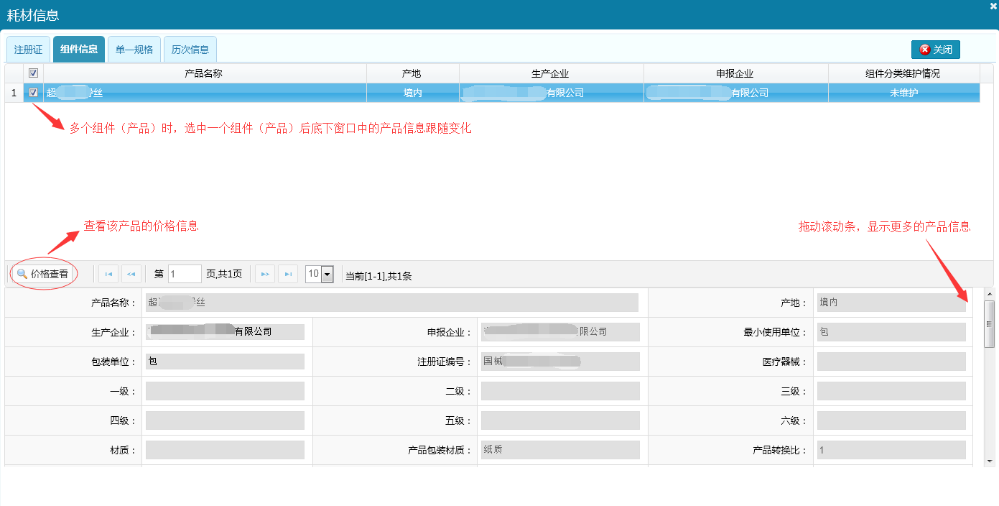 耗材信息
注册证 组件信息 单一规格 历次信息 关闭
产品名称 产地 生产企业 申报企业 组件分类维护情况
1 超 丝 境内 有限公司 有限公司 未维护
多个组件（产品）时，选中一个组件（产品）后底下窗口中的产品信息跟随变化
查看该产品的价格信息
拖动滚动条，显示更多的产品信息
价格查看 第 1 页,共1页 10 当前[1-1],共1条
产品名称： 超 丝 产地： 境内
生产企业： 有限公司 申报企业： 限公司 最小使用单位： 包
包装单位： 包 注册证编号： 国械 医疗器械：
一级： 二级： 三级：
四级： 五级： 六级：
材质： 产品包装材质： 纸质 产品转换比： 1